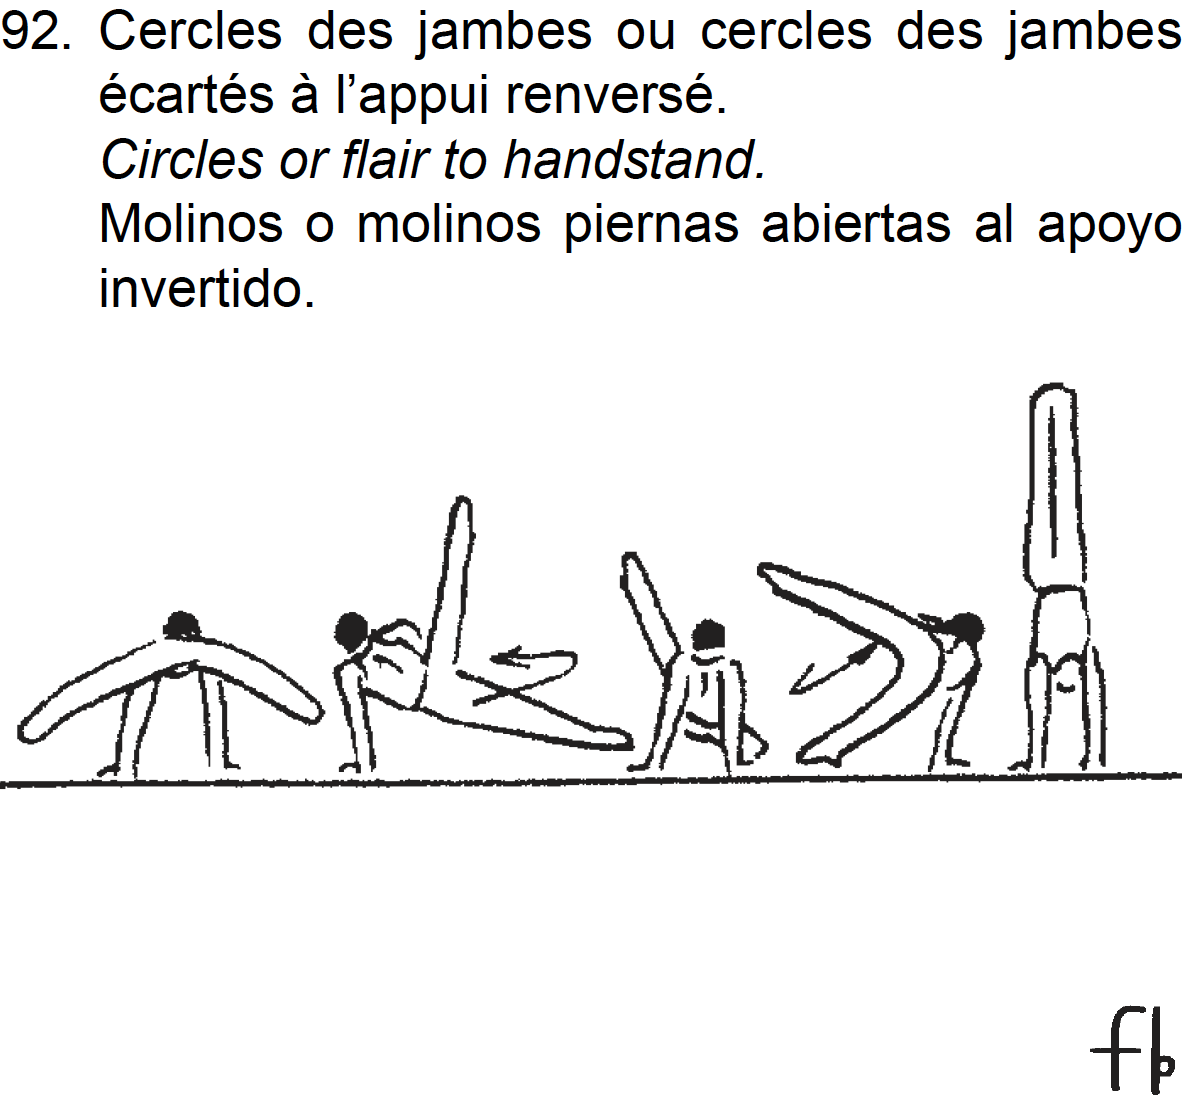 92. Cercles des jambes ou cercles des jambes
écartés à l’appui renversé.
Circles or flair to handstand.
Molinos o molinos piernas abiertas al apoyo
invertido.
fb